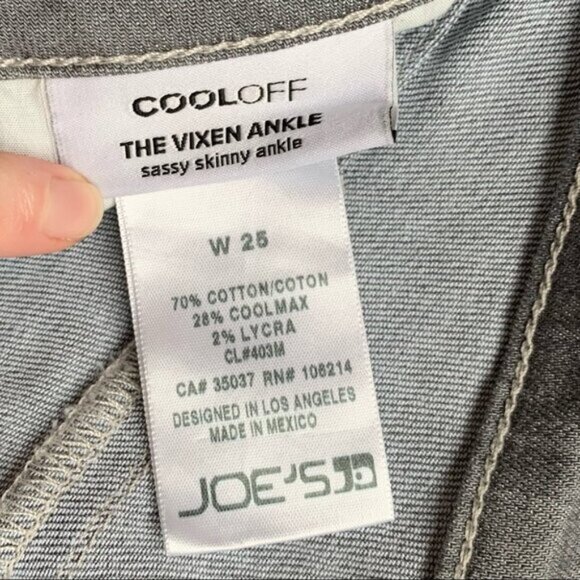 COOLOFF
THE VIXEN ANKLE
sassy skinny ankle
W 25
70% COTTON/COTON
28% COOLMAX
2% LYCRA
CL#403M
CA# 35037 RN# 106214
DESIGNED IN LOS ANGELES
MADE IN MEXICO
JOE'S